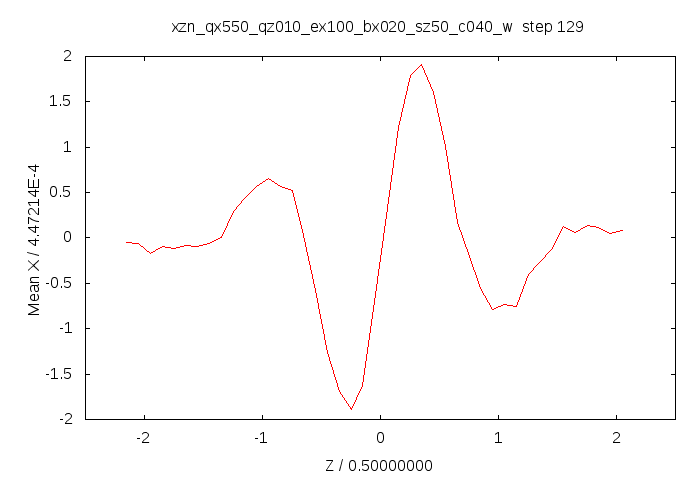 xzn_qx550_qz010_ex100_bx020_sz50_c040_w  step 129
2
1.5
1
0.5
0
-0.5
-1
-1.5
-2
Mean X / 4.47214E-4
-2 -1 0 1 2
Z / 0.50000000